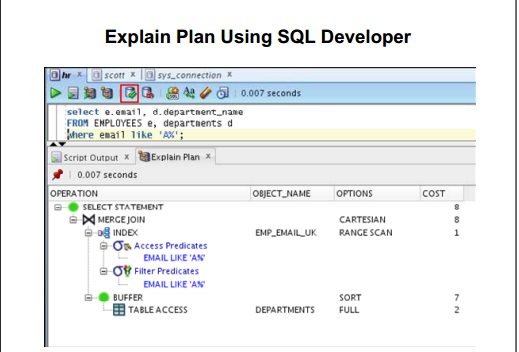 Explain Plan Using SQL Developer
hr x scott x sys_connection x
0.007 seconds
select e.email, d.department_name
FROM EMPLOYEES e, departments d
where email like 'A%';
Script Output x Explain Plan x
0.007 seconds
OPERATION OBJECT_NAME OPTIONS COST
SELECT STATEMENT 8
MERGE JOIN CARTESIAN 8
INDEX EMP_EMAIL_UK RANGE SCAN 1
Access Predicates
EMAIL LIKE 'A%'
Filter Predicates
EMAIL LIKE 'A%'
BUFFER SORT 7
TABLE ACCESS DEPARTMENTS FULL 2